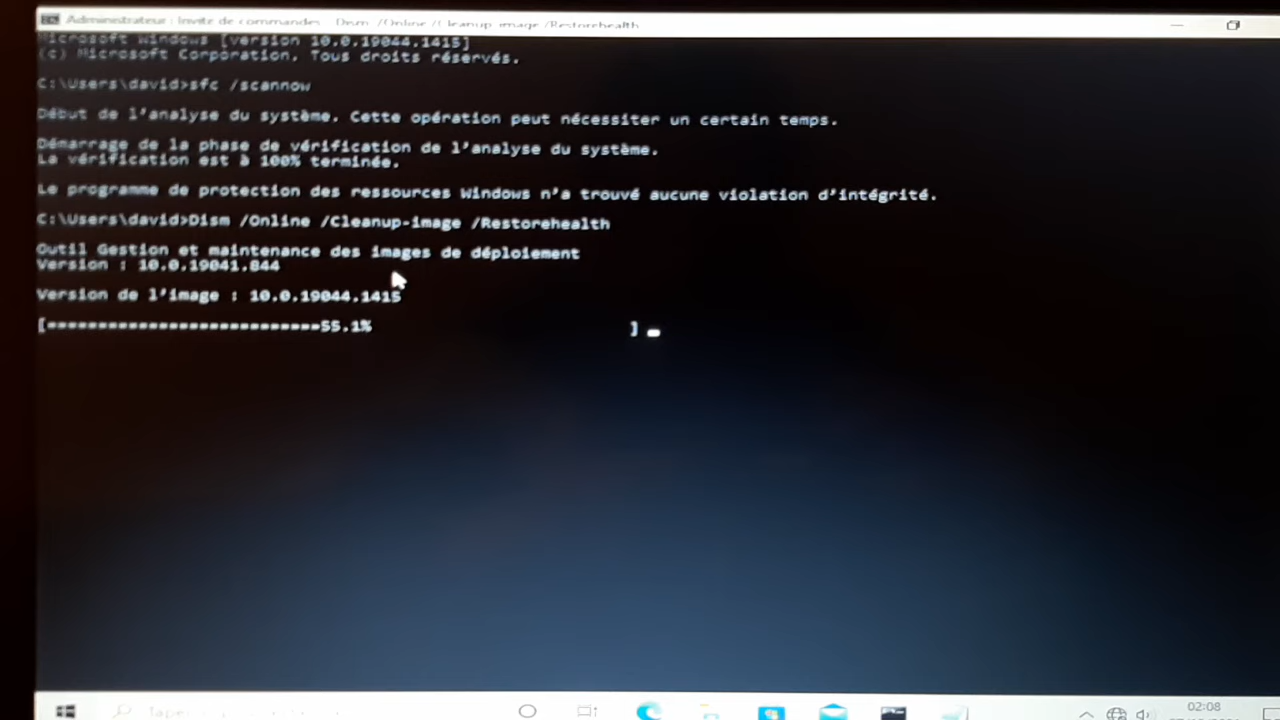 Administrateur : Invite de commandes - Dism /Online /Cleanup-image /Restorehealth
Microsoft Windows [version 10.0.19044.1415]
(c) Microsoft Corporation. Tous droits réservés.
C:\Users\david>sfc /scannow
Début de l'analyse du système. Cette opération peut nécessiter un certain temps.
Démarrage de la phase de vérification de l'analyse du système.
La vérification est à 100% terminée.
Le programme de protection des ressources Windows n'a trouvé aucune violation d'intégrité.
C:\Users\david>Dism /Online /Cleanup-image /Restorehealth
Outil Gestion et maintenance des images de déploiement
Version : 10.0.19041.844
Version de l'image : 10.0.19044.1415
[===========================55.1%                          ]
02:08